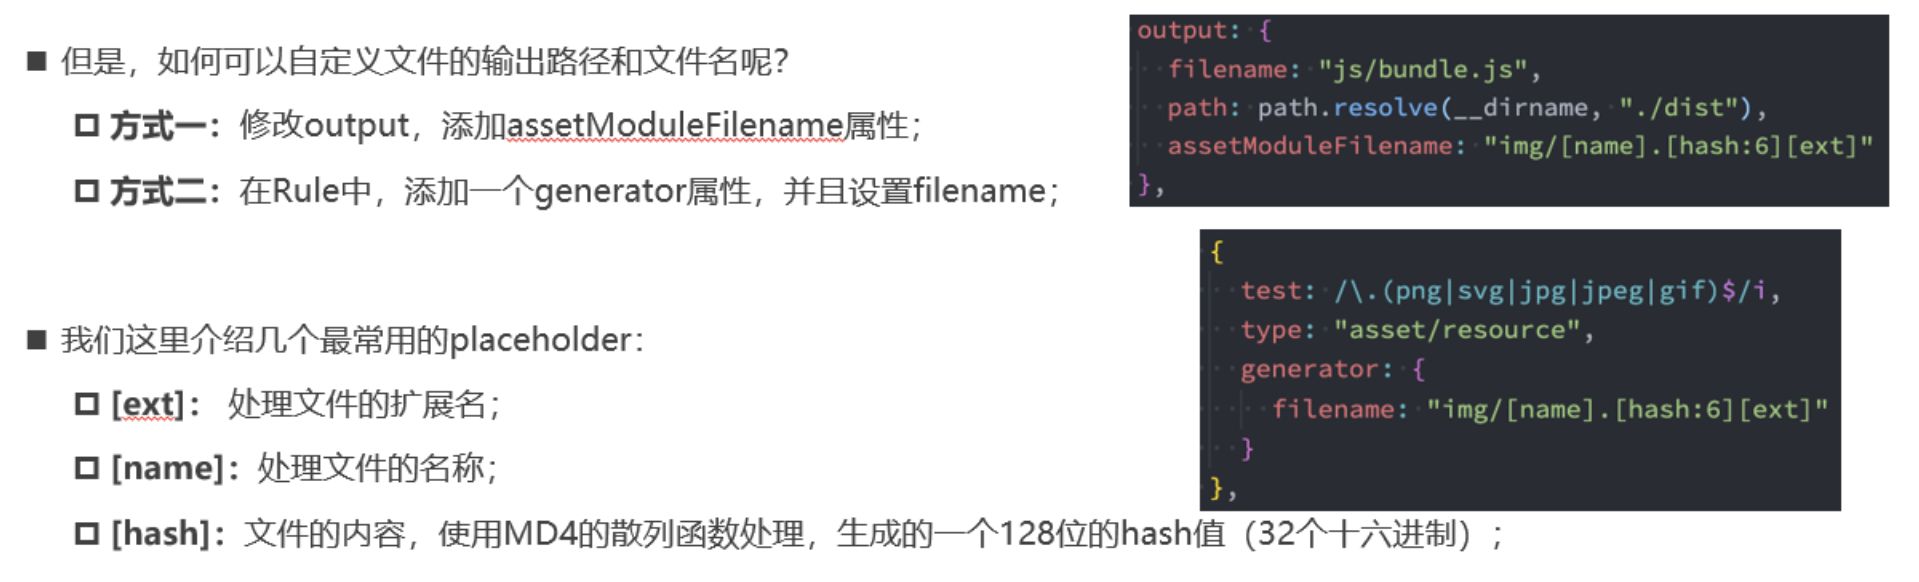 ■ 但是，如何可以自定义文件的输出路径和文件名呢？
方式一：修改output，添加assetModuleFilename属性；
方式二：在Rule中，添加一个generator属性，并且设置filename；
■ 我们这里介绍几个最常用的placeholder：
[ext]： 处理文件的扩展名；
[name]：处理文件的名称；
[hash]：文件的内容，使用MD4的散列函数处理，生成的一个128位的hash值（32个十六进制）；
output: {
filename: "js/bundle.js",
path: path.resolve(__dirname, "./dist"),
assetModuleFilename: "img/[name].[hash:6][ext]"
},
{
test: /\.(png|svg|jpg|jpeg|gif)$/i,
type: "asset/resource",
generator: {
filename: "img/[name].[hash:6][ext]"
}
},